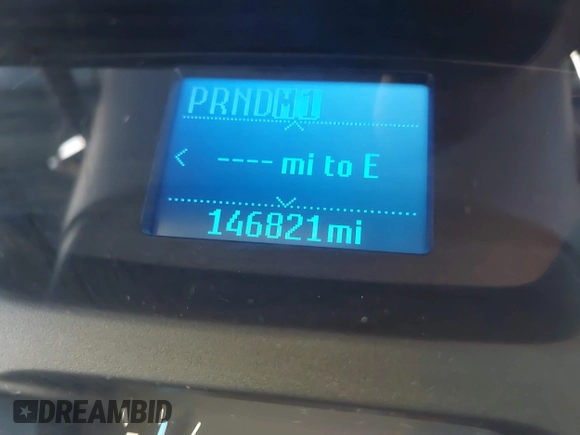 PRNDM1
< ---- mi to E
146821mi
DREAMBID